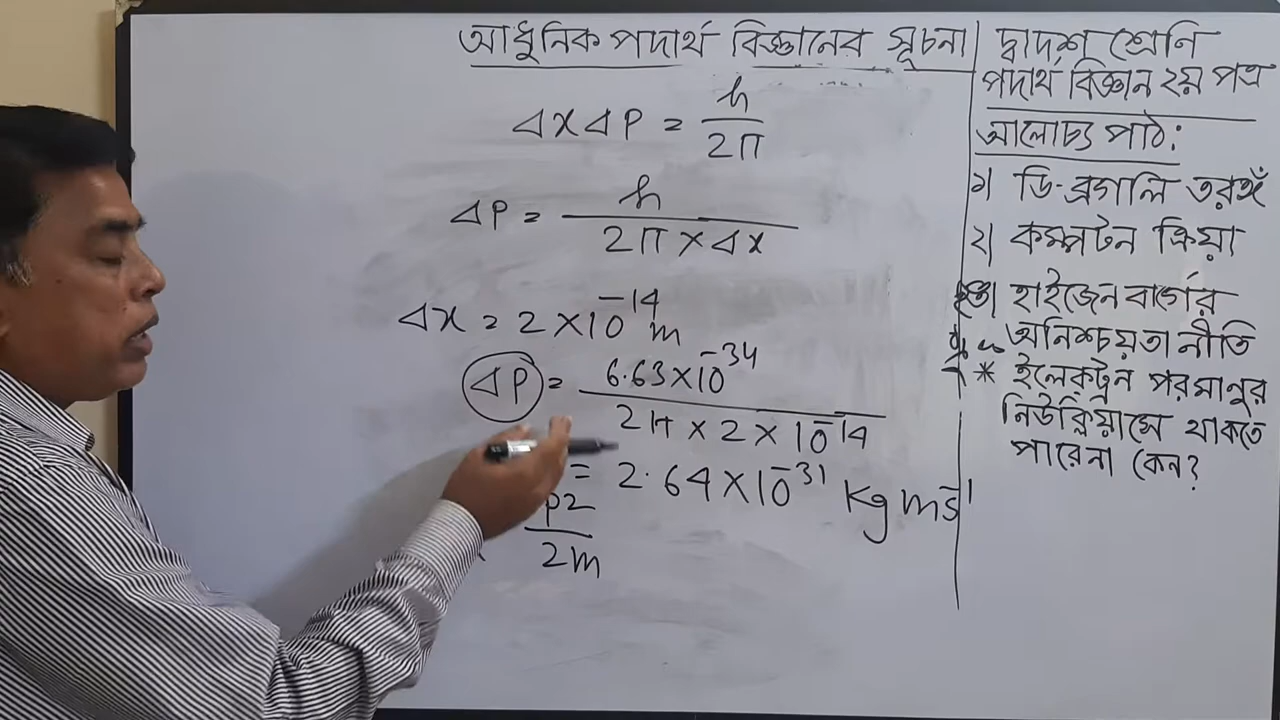 আধুনিক পদার্থ বিজ্ঞানের সূচনা
Δx ΔP = h / 2π
ΔP = h / 2π × Δx
Δx = 2 × 10⁻¹⁴ m
ΔP = 6.63 × 10⁻³⁴ / 2π × 2 × 10⁻¹⁴
= 2.64 × 10⁻³¹ kg ms⁻¹
p2 / 2m
দ্বাদশ শ্রেনি
পদার্থ বিজ্ঞান ২য় পত্র
আলোচ্য পাঠ:
১| ডি-ব্রগলি তরঙ্গঁ
২| কম্পটন ক্রিয়া
৩| হাইজেন বার্গের
অনিশ্চয়তা নীতি
* ইলেকট্রন পরমানুর
নিউক্লিয়াসে থাকতে
পারেনা কেন?